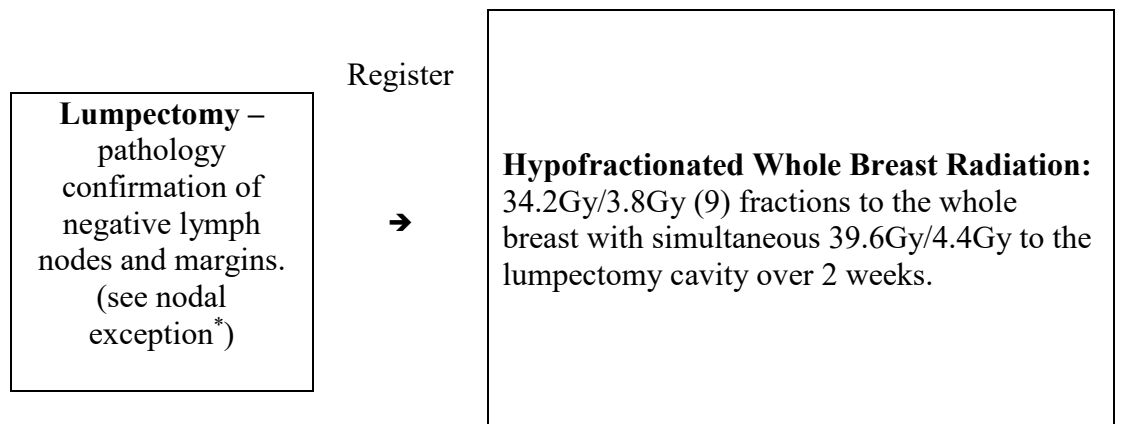 Register
Lumpectomy –
pathology
confirmation of
negative lymph
nodes and margins.
(see nodal
exception*)
➔
Hypofractionated Whole Breast Radiation:
34.2Gy/3.8Gy (9) fractions to the whole
breast with simultaneous 39.6Gy/4.4Gy to the
lumpectomy cavity over 2 weeks.